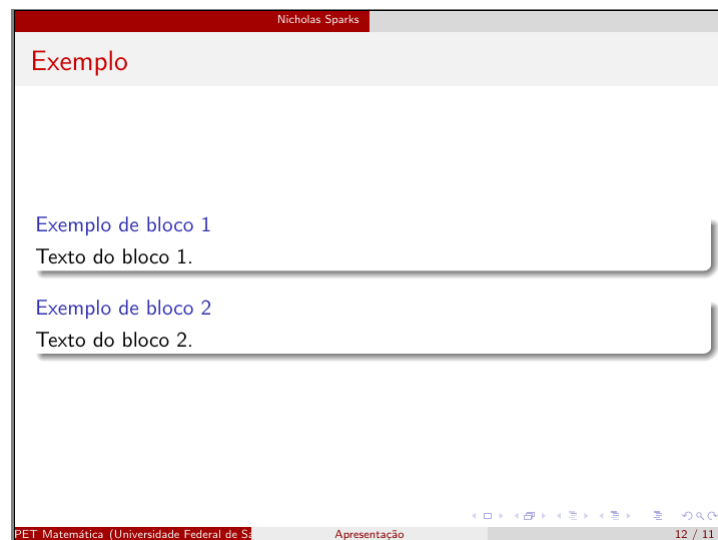 Nicholas Sparks
Exemplo
Exemplo de bloco 1
Texto do bloco 1.
Exemplo de bloco 2
Texto do bloco 2.
PET Matemática (Universidade Federal de Sa Apresentação 12 / 11